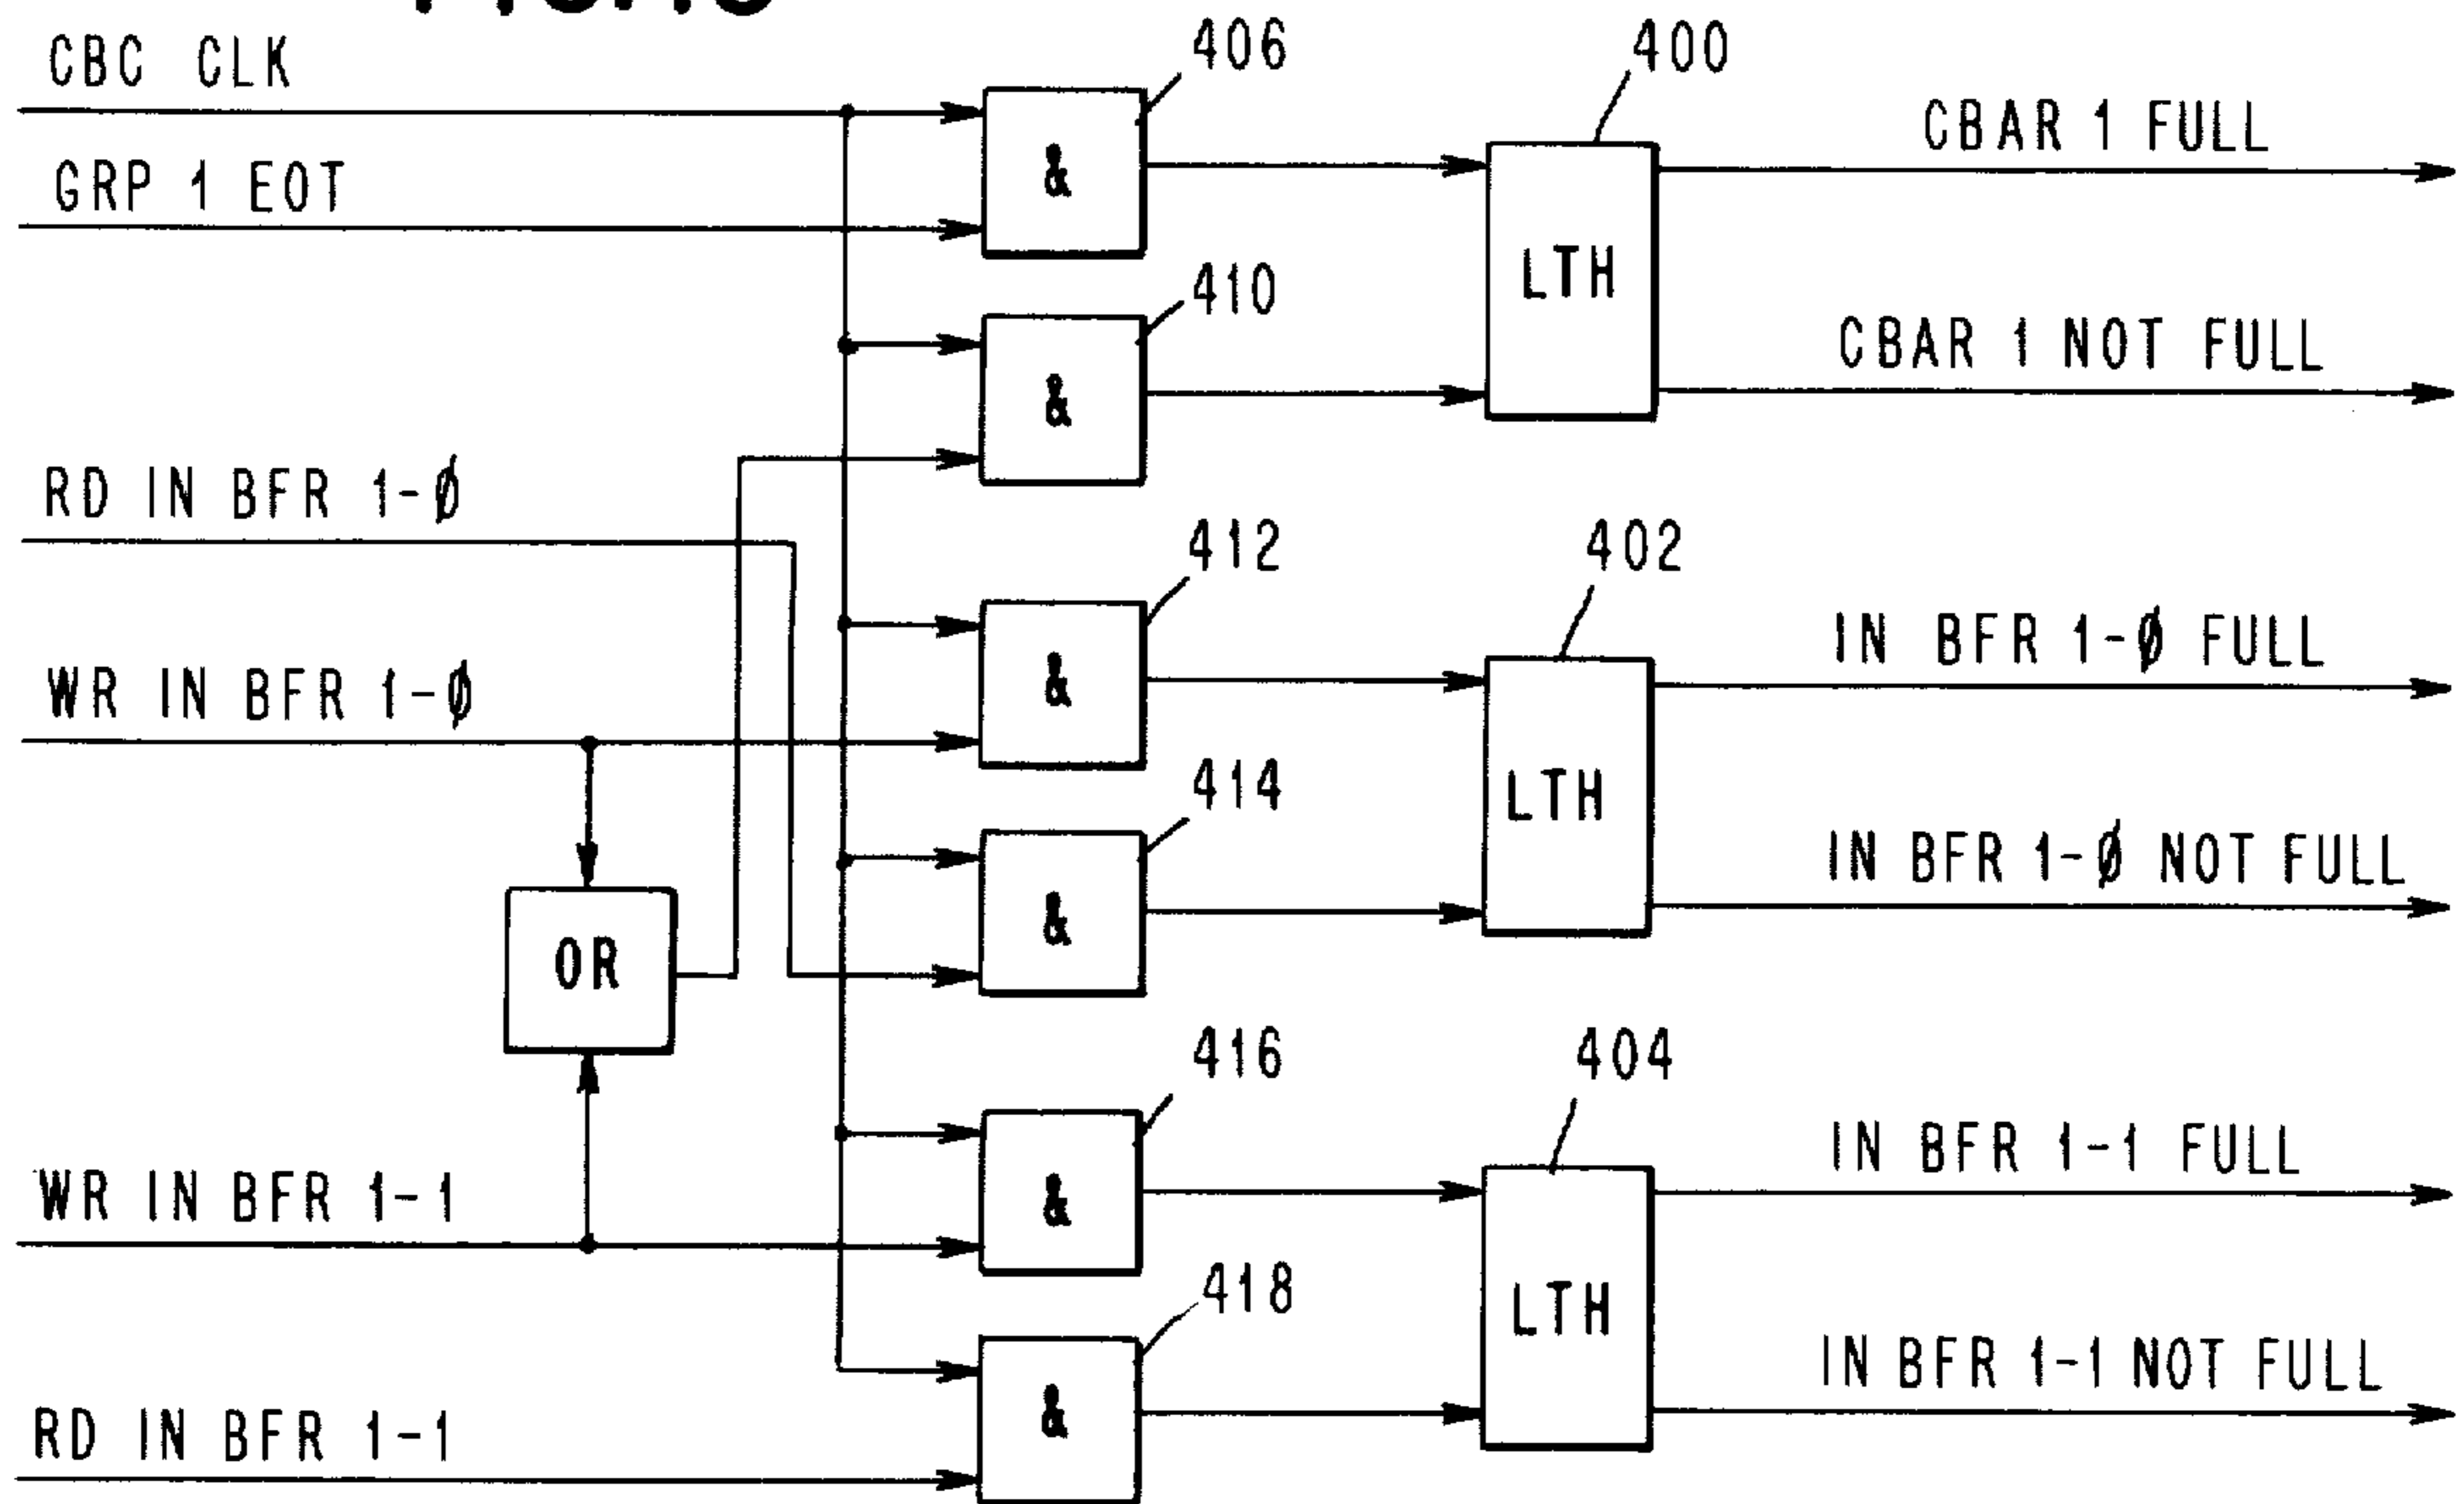 CBC CLK
406
400
CBAR 1 FULL
GRP 1 EOT
&
LTH
410
CBAR 1 NOT FULL
&
RD IN BFR 1-Ø
412
402
IN BFR 1-Ø FULL
WR IN BFR 1-Ø
&
LTH
414
IN BFR 1-Ø NOT FULL
&
OR
416
404
IN BFR 1-1 FULL
WR IN BFR 1-1
&
LTH
418
IN BFR 1-1 NOT FULL
&
RD IN BFR 1-1